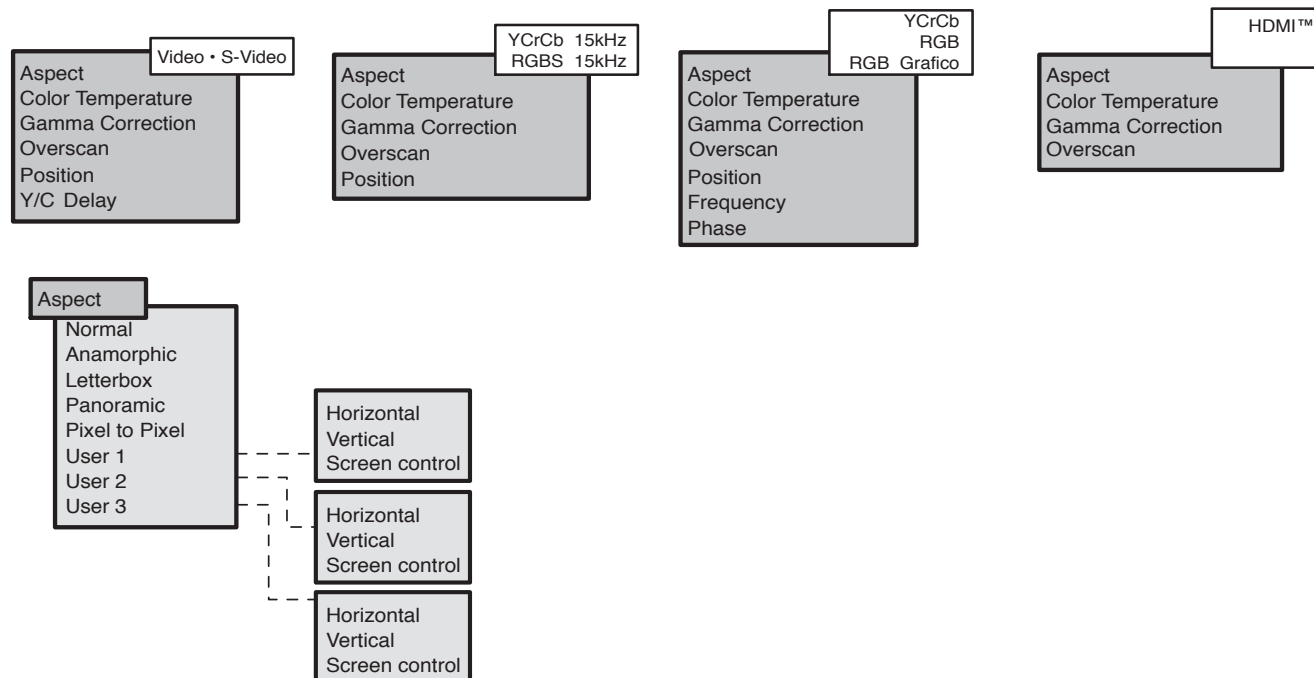 Video • S-Video
Aspect
Color Temperature
Gamma Correction
Overscan
Position
Y/C Delay
YCrCb 15kHz
RGBS 15kHz
Aspect
Color Temperature
Gamma Correction
Overscan
Position
YCrCb
RGB
RGB Grafico
Aspect
Color Temperature
Gamma Correction
Overscan
Position
Frequency
Phase
HDMI™
Aspect
Color Temperature
Gamma Correction
Overscan
Aspect
Normal
Anamorphic
Letterbox
Panoramic
Pixel to Pixel
User 1
User 2
User 3
Horizontal
Vertical
Screen control
Horizontal
Vertical
Screen control
Horizontal
Vertical
Screen control